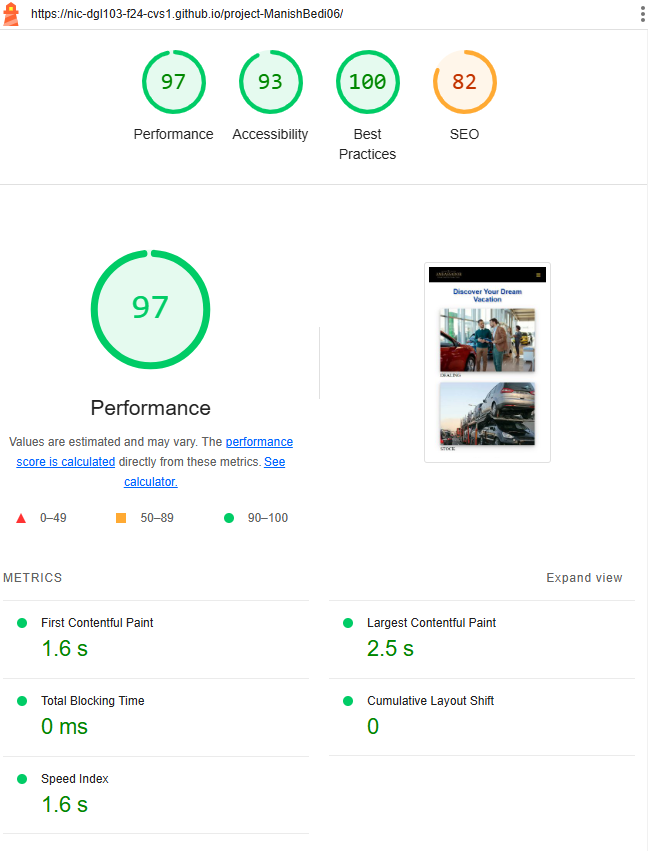 https://nic-dgl103-f24-cvs1.github.io/project-ManishBedi06/
97
93
100
82
Performance
Accessibility
Best
Practices
SEO
97
Performance
Values are estimated and may vary. The performance
score is calculated directly from these metrics. See
calculator.
0–49
50–89
90–100
Discover Your Dream
Vacation
DEALING
STOCK
METRICS
Expand view
First Contentful Paint
1.6 s
Largest Contentful Paint
2.5 s
Total Blocking Time
0 ms
Cumulative Layout Shift
0
Speed Index
1.6 s